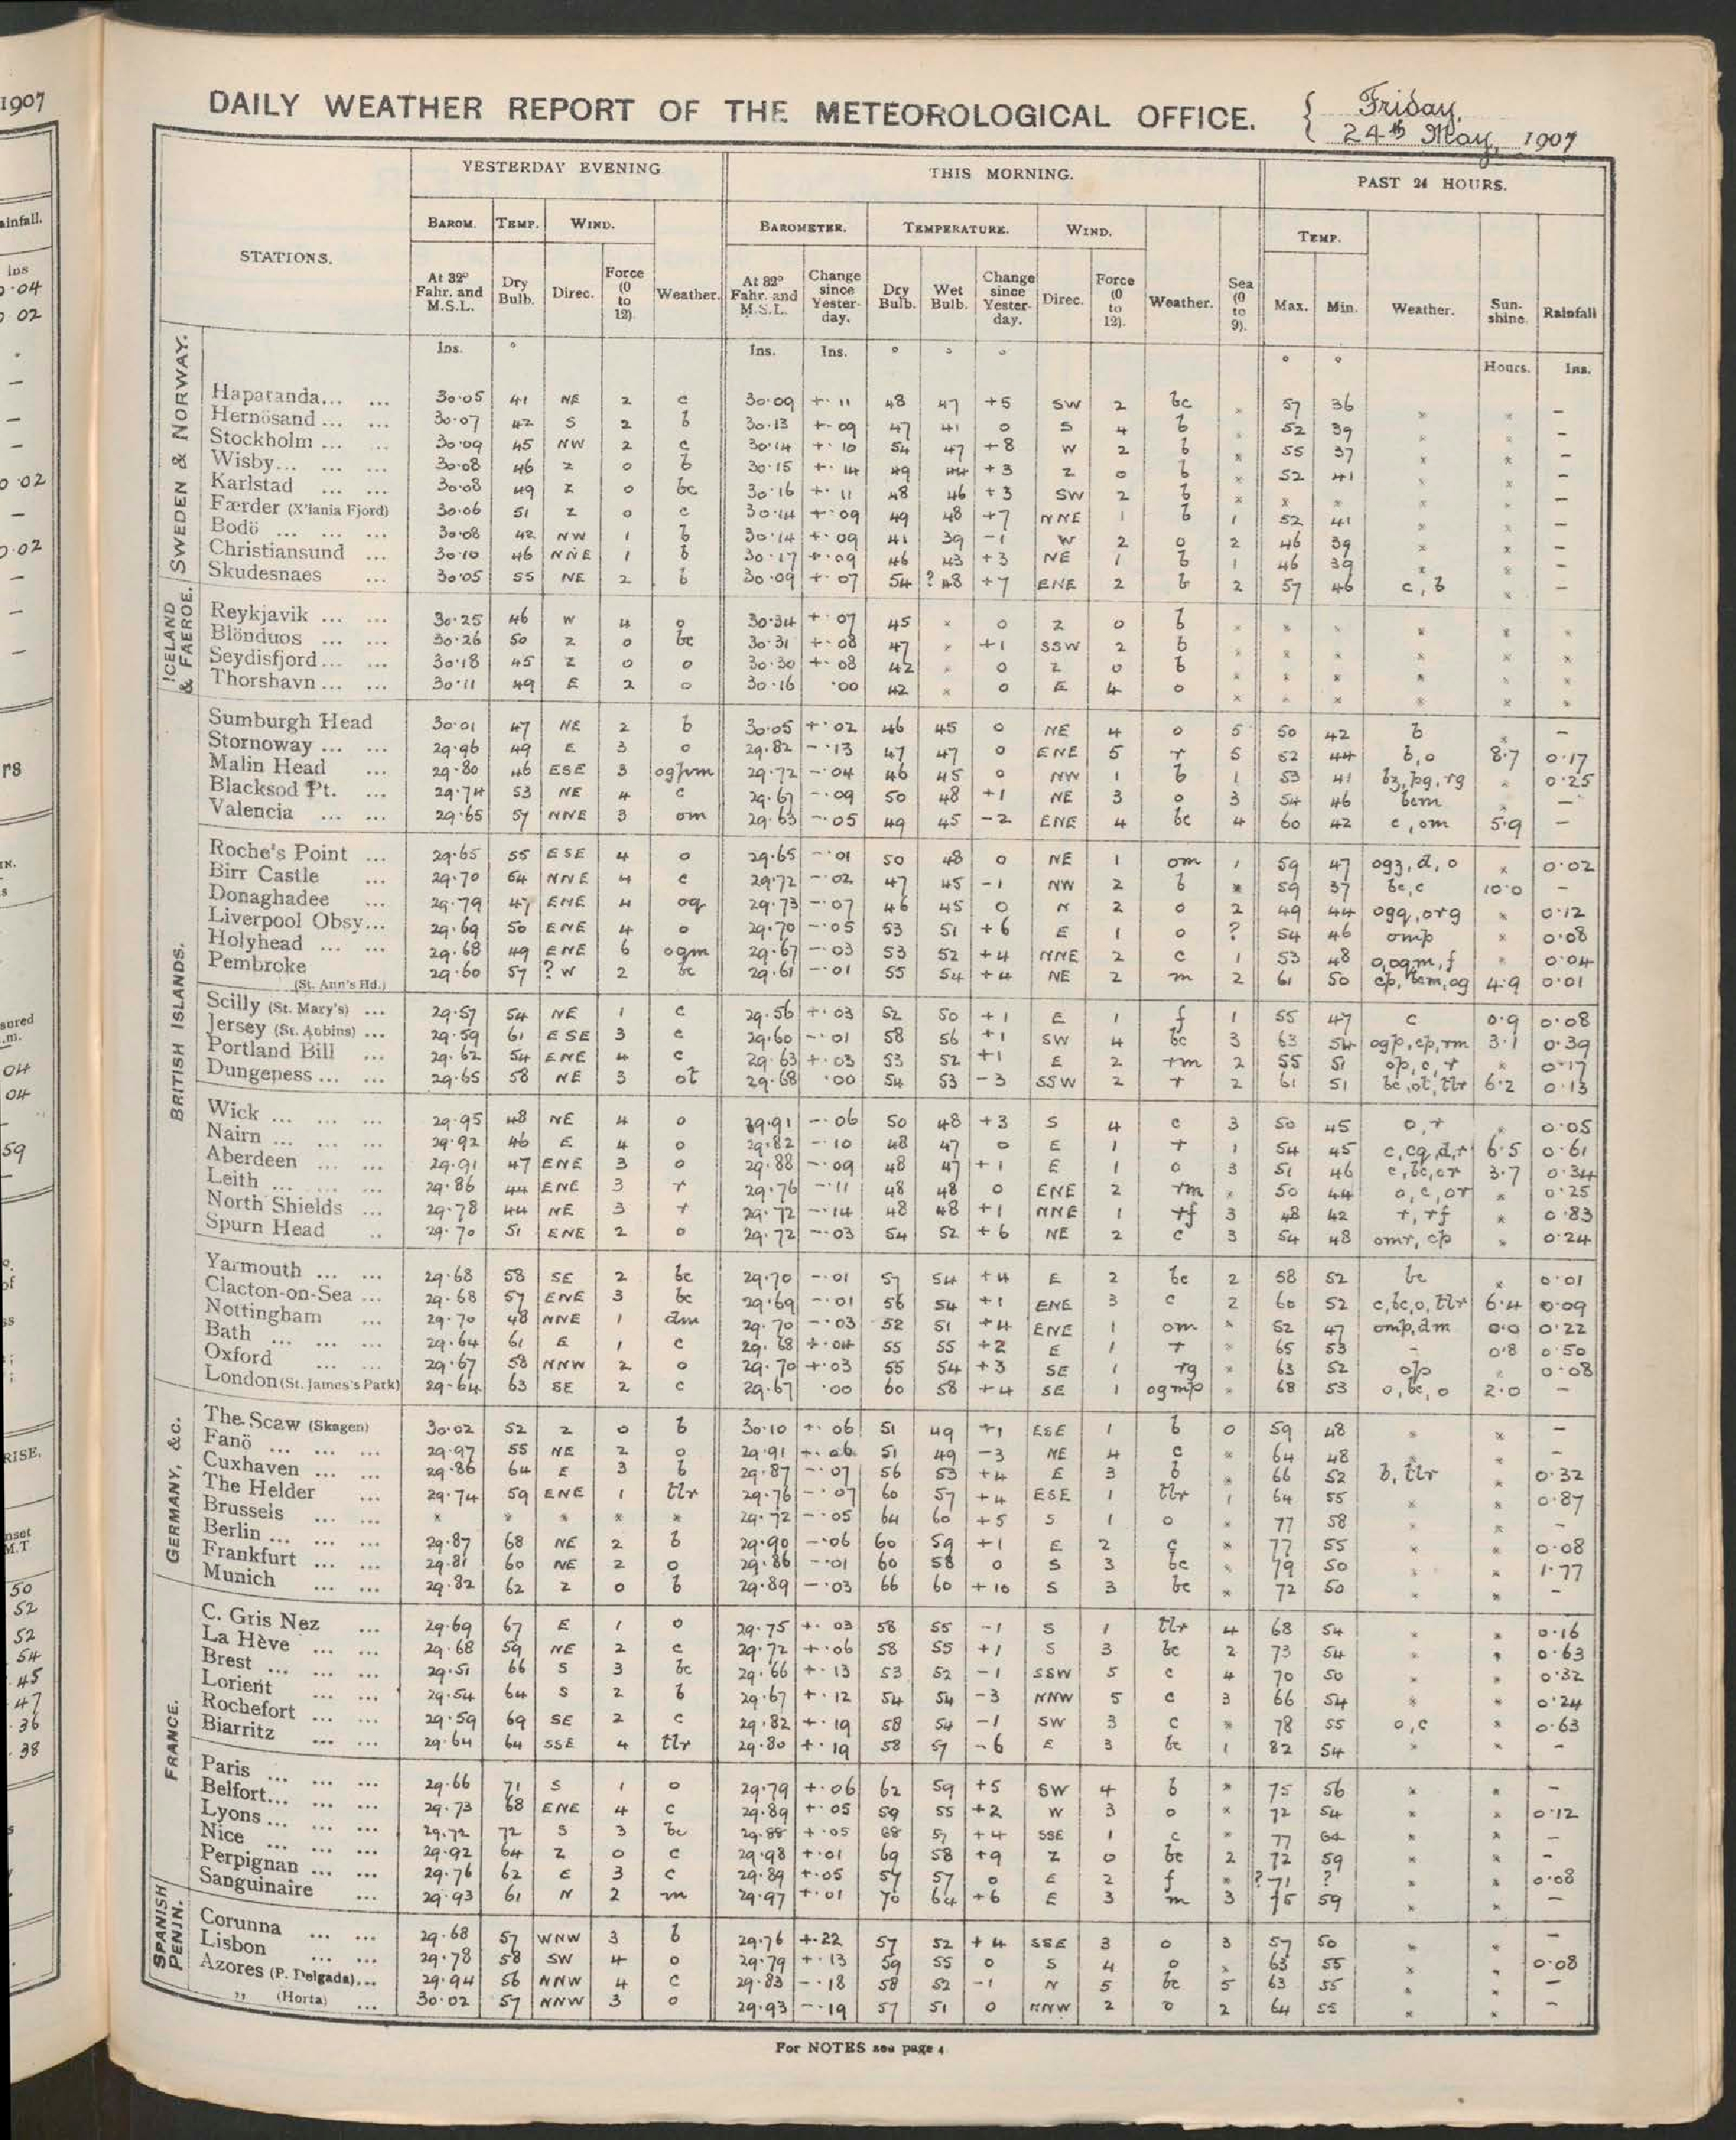 1907
DAILY WEATHER REPORT OF THE METEOROLOGICAL OFFICE. { Friday, 24th May, 1907
STATIONS. YESTERDAY EVENING THIS MORNING. PAST 24 HOURS.
BAROM. TEMP. WIND. BAROMETER. TEMPERATURE. WIND. TEMP.
At 32° Fahr. and M.S.L. Dry Bulb. Direc. Force (0 to 12). Weather. At 32° Fahr. and M.S.L. Change since Yester-day. Dry Bulb. Wet Bulb. Change since Yester-day. Direc. Force (0 to 12). Weather. Sea (0 to 9). Max. Min. Weather. Sun-shine. Rainfall
Ins. ° Ins. Ins. ° ° ° ° ° Hours. Ins.
SWEDEN & NORWAY.
Haparanda... ... 30.05 41 NE 2 c 30.09 +.11 48 47 +5 SW 2 bc × 57 36 × × –
Hernösand ... ... 30.07 42 S 2 b 30.13 +.09 47 41 0 S 4 b × 52 39 × × –
Stockholm ... ... 30.09 45 NW 2 c 30.14 +.10 54 47 +8 W 2 b × 55 37 × × –
Wisby... ... ... 30.08 46 Z 0 b 30.15 +.14 49 44 +3 Z 0 b × 52 41 × × –
Karlstad ... ... 30.08 49 Z 0 bc 30.16 +.11 48 46 +3 SW 2 b × × × × × –
Færder (X'iania Fjord) 30.06 51 Z 0 c 30.14 +.09 49 48 +7 NNE 1 b 1 52 41 × × –
Bodö ... ... ... 30.08 42 NW 1 b 30.14 +.09 41 39 -1 W 2 o 2 46 39 × × –
Christiansund ... 30.10 46 NNE 1 b 30.17 +.09 46 43 +3 NE 1 b 1 46 39 × × –
Skudesnaes ... 30.05 55 NE 2 b 30.09 +.07 54 ?48 +7 ENE 2 b 2 57 46 c, b × –
ICELAND & FAEROE.
Reykjavik ... ... 30.25 46 W 4 o 30.34 +.07 45 × 0 Z 0 b × × × × × ×
Blönduos ... ... 30.26 50 Z 0 bc 30.31 +.08 47 × +1 SSW 2 b × × × × × ×
Seydisfjord... ... 30.18 45 Z 0 o 30.30 +.08 42 × 0 Z 0 b × × × × × ×
Thorshavn ... ... 30.11 49 E 2 o 30.16 .00 42 × 0 E 4 o × × × × × ×
BRITISH ISLANDS.
Sumburgh Head 30.01 47 NE 2 b 30.05 +.02 46 45 0 NE 4 o 5 50 42 b × –
Stornoway ... ... 29.96 49 E 3 o 29.82 -.13 47 47 0 ENE 5 r 5 52 44 b, o 8.7 0.17
Malin Head ... 29.80 46 ESE 3 ogpm 29.72 -.04 46 45 0 NW 1 b 1 53 41 bz, pg, rg × 0.25
Blacksod Pt. ... 29.74 53 NE 4 c 29.67 -.09 50 48 +1 NE 3 o 3 54 46 bcm × –
Valencia ... ... 29.65 57 NNE 3 om 29.63 -.05 49 45 -2 ENE 4 bc 4 60 42 c, om 5.9 –
Roche's Point ... 29.65 55 ESE 4 o 29.65 -.01 50 48 0 NE 1 om 1 59 47 ogz, d, o × 0.02
Birr Castle ... 29.70 64 NNE 4 c 29.72 -.02 47 45 -1 NW 2 b × 59 37 bc, c 10.0 –
Donaghadee ... 29.79 47 ENE 4 oq 29.73 -.07 46 45 0 N 2 o 2 49 44 ogq, org × 0.12
Liverpool Obsy... 29.69 50 ENE 4 o 29.70 -.05 53 51 +6 E 1 o ? 54 46 omp × 0.08
Holyhead ... ... 29.68 49 ENE 6 oqm 29.67 -.03 53 52 +4 NNE 2 c 1 53 48 o, oqm, f × 0.04
Pembroke (St. Ann's Hd.) 29.60 57 ?W 2 bc 29.61 -.01 55 54 +4 NE 2 m 2 61 50 cp, bcm, og 4.9 0.01
Scilly (St. Mary's) ... 29.57 54 NE 1 c 29.56 +.03 52 50 +1 E 1 f 1 55 47 c 0.9 0.08
Jersey (St. Aubins) ... 29.59 61 ESE 3 c 29.60 -.01 58 56 +1 SW 4 bc 3 63 54 ogp, cp, rm 3.1 0.39
Portland Bill ... 29.62 54 ENE 4 c 29.63 +.03 53 52 +1 E 2 rm 2 55 51 op, o, r × 0.17
Dungeness ... ... 29.65 58 NE 3 ot 29.68 .00 54 53 -3 SSW 2 r 2 61 51 bc, ot, tlr 6.2 0.13
Wick ... ... ... 29.95 48 NE 4 o 29.91 -.06 50 48 +3 S 4 c 3 50 45 o, r × 0.05
Nairn ... ... ... 29.92 46 E 4 o 29.82 -.10 48 47 0 E 1 r 1 54 45 c, cq, d, r 6.5 0.61
Aberdeen ... ... 29.91 47 ENE 3 o 29.88 -.09 48 47 +1 E 1 o 3 51 46 c, bc, or 3.7 0.34
Leith ... ... ... 29.86 44 ENE 3 r 29.76 -.11 48 48 0 ENE 2 rm × 50 44 o, c, or × 0.25
North Shields ... 29.78 44 NE 3 r 29.72 -.14 48 48 +1 NNE 1 rf 3 48 42 r, rf × 0.83
Spurn Head .. 29.70 51 ENE 2 o 29.72 -.03 54 52 +6 NE 2 c 3 54 48 omr, cp × 0.24
Yarmouth ... ... 29.68 58 SE 2 bc 29.70 -.01 57 54 +4 E 2 bc 2 58 52 bc × 0.01
Clacton-on-Sea ... 29.68 57 ENE 3 bc 29.69 -.01 56 54 +1 ENE 3 c 2 60 52 c, bc, o, tlr 6.4 0.09
Nottingham ... 29.70 48 NNE 1 dm 29.70 -.03 52 51 +4 ENE 1 om × 52 47 omp, dm 0.0 0.22
Bath ... ... ... 29.64 61 E 1 c 29.68 +.04 55 55 +2 E 1 r × 65 53 - 0.8 0.50
Oxford ... ... 29.67 58 NNW 2 o 29.70 +.03 55 54 +3 SE 1 rg × 63 52 o/p × 0.08
London (St. James's Park) 29.64 63 SE 2 c 29.67 .00 60 58 +4 SE 1 ogmp × 68 53 o, bc, o 2.0 –
GERMANY, &c.
The Scaw (Skagen) 30.02 52 Z 0 b 30.10 +.06 51 49 +1 ESE 1 b 0 59 48 × × –
Fanö ... ... ... 29.97 55 NE 2 o 29.91 +.06 51 49 -3 NE 4 c × 64 48 × × –
Cuxhaven ... ... 29.86 64 E 3 b 29.87 -.07 56 53 +4 E 3 b × 66 52 b, tlr × 0.32
The Helder ... 29.74 59 ENE 1 tlr 29.76 -.07 60 57 +4 ESE 1 tlr 1 64 55 × × 0.87
Brussels ... ... × × × × × 29.72 -.05 64 60 +5 S 1 o × 77 58 × × –
Berlin ... ... ... 29.87 68 NE 2 b 29.90 -.06 60 59 +1 E 2 c × 77 55 × × 0.08
Frankfurt ... ... 29.81 60 NE 2 o 29.86 -.01 60 58 0 S 3 bc × 79 50 × × 1.77
Munich ... ... 29.82 62 Z 0 b 29.89 -.03 66 60 +10 S 3 bc × 72 50 × × –
FRANCE.
C. Gris Nez ... 29.69 67 E 1 o 29.75 +.03 58 55 -1 S 1 tlr 4 68 54 × × 0.16
La Hève ... ... 29.68 59 NE 2 c 29.72 +.06 58 55 +1 S 3 bc 2 73 54 × × 0.63
Brest ... ... ... 29.51 66 S 3 bc 29.66 +.13 53 52 -1 SSW 5 c 4 70 50 × × 0.32
Lorient ... ... 29.54 64 S 2 b 29.67 +.12 54 54 -3 NNW 5 c 3 66 54 × × 0.24
Rochefort ... ... 29.59 69 SE 2 c 29.82 +.19 58 54 -1 SW 3 c × 78 55 o, c × 0.63
Biarritz ... ... 29.64 64 SSE 4 tlr 29.80 +.19 58 57 -6 E 3 bc 1 82 54 × × –
Paris ... ... ... 29.66 71 S 1 o 29.79 +.06 62 59 +5 SW 4 b × 75 56 × × –
Belfort... ... ... 29.73 68 ENE 4 c 29.89 +.05 59 55 +2 W 3 o × 72 54 × × 0.12
Lyons ... ... ... 29.72 72 S 3 bc 29.88 +.05 68 57 +4 SSE 1 c × 77 64 × × –
Nice ... ... ... 29.92 64 Z 0 c 29.98 +.01 69 58 +9 Z 0 bc 2 72 59 × × –
Perpignan ... ... 29.76 62 E 3 c 29.89 +.05 57 57 0 E 2 f × ?71 ? × × 0.08
Sanguinaire ... 29.93 61 N 2 m 29.97 +.01 70 64 +6 E 3 m 3 75 59 × × –
SPANISH PENIN.
Corunna ... ... 29.68 57 WNW 3 b 29.76 +.22 57 52 +4 SSE 3 o 3 57 50 × × –
Lisbon ... ... 29.78 58 SW 4 o 29.79 +.13 59 55 0 S 4 o × 63 55 × × 0.08
Azores (P. Delgada)... 29.94 56 NNW 4 c 29.83 -.18 58 52 -1 N 5 bc 5 63 55 × × –
„ (Horta) ... 30.02 57 NNW 3 o 29.93 -.19 57 51 0 NNW 2 o 2 64 55 × × –
For NOTES see page 4